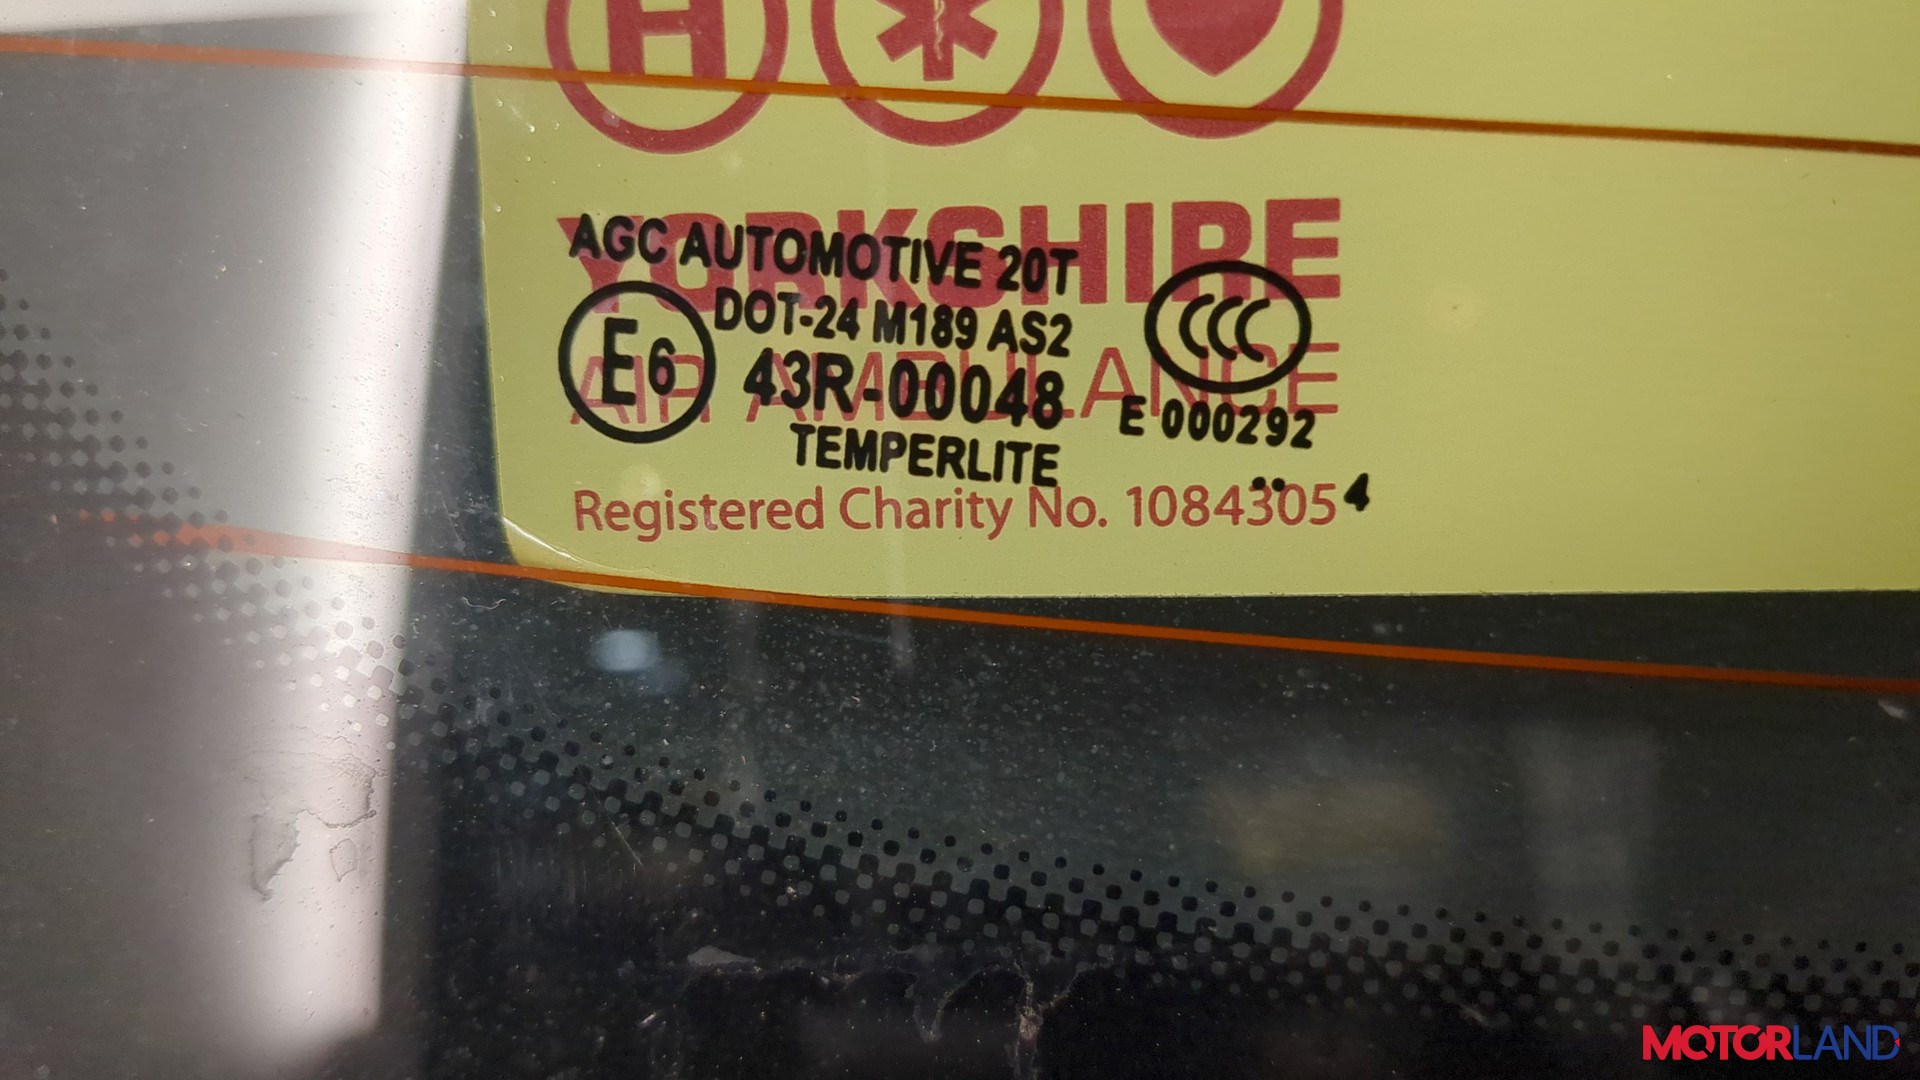 H
YORKSHIRE
AIR AMBULANCE
Registered Charity No. 1084305
AGC AUTOMOTIVE 20T
DOT-24 M189 AS2
E6
43R-00048
TEMPERLITE
CCC
E 000292
.. 4
MOTORLAND